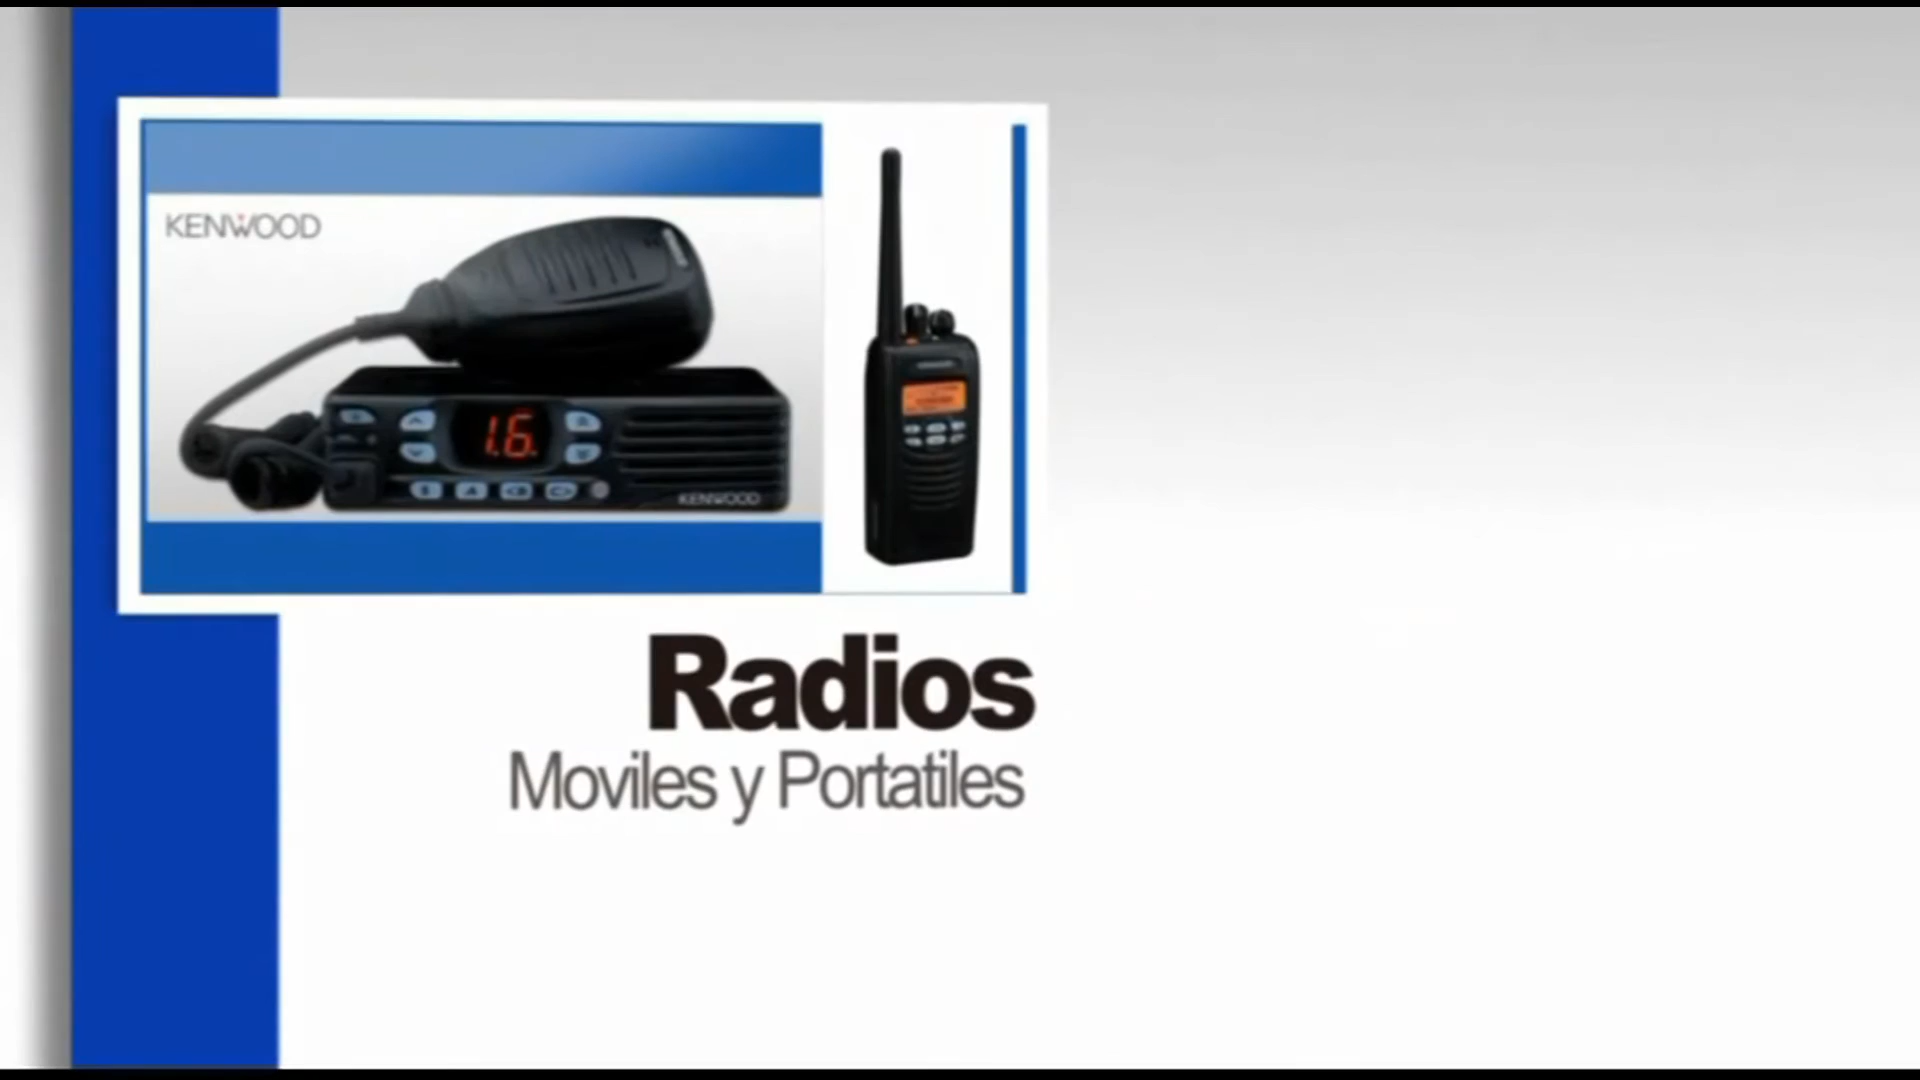 KENWOOD
1.6.
KENWOOD
Radios
Moviles y Portatiles